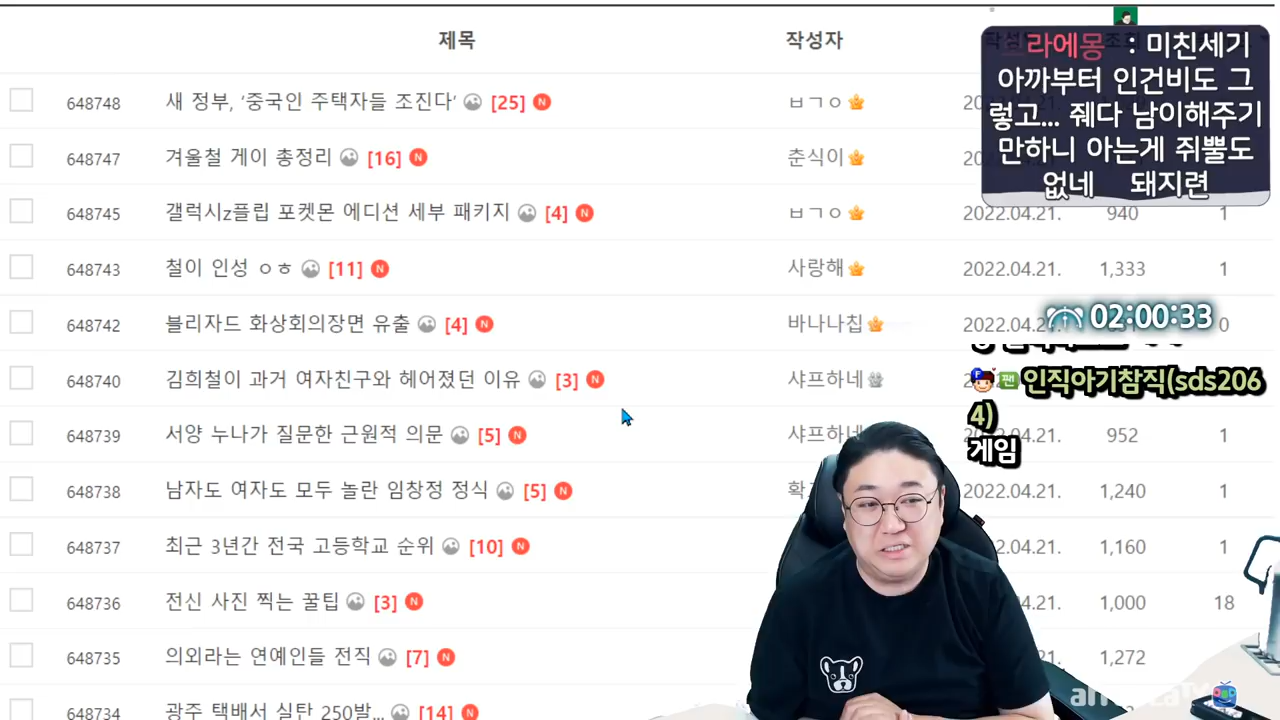 제목 작성자
648748 새 정부, ‘중국인 주택자들 조진다’ [25] N ㅂㄱㅇ
648747 겨울철 게이 총정리 [16] N 춘식이
648745 갤럭시z플립 포켓몬 에디션 세부 패키지 [4] N ㅂㄱㅇ 2022.04.21. 940 1
648743 철이 인성 ㅇㅎ [11] N 사랑해 2022.04.21. 1,333 1
648742 블리자드 화상회의장면 유출 [4] N 바나나칩 2022.04.21. 0
648740 김희철이 과거 여자친구와 헤어졌던 이유 [3] N 샤프하네
648739 서양 누나가 질문한 근원적 의문 [5] N 샤프하네 952 1
648738 남자도 여자도 모두 놀란 임창정 정식 [5] N 2022.04.21. 1,240 1
648737 최근 3년간 전국 고등학교 순위 [10] N 1,160 1
648736 전신 사진 찍는 꿀팁 [3] N 1,000 18
648735 의외라는 연예인들 전직 [7] N 1,272
648734 광주 택배서 실탄 250발... [14] N
라에몽 : 미친세기
아까부터 인건비도 그
렇고... 줴다 남이해주기
만하니 아는게 쥐뿔도
없네 돼지련
02:00:33
F 팬 인직아기참직(sds206
4)
게임